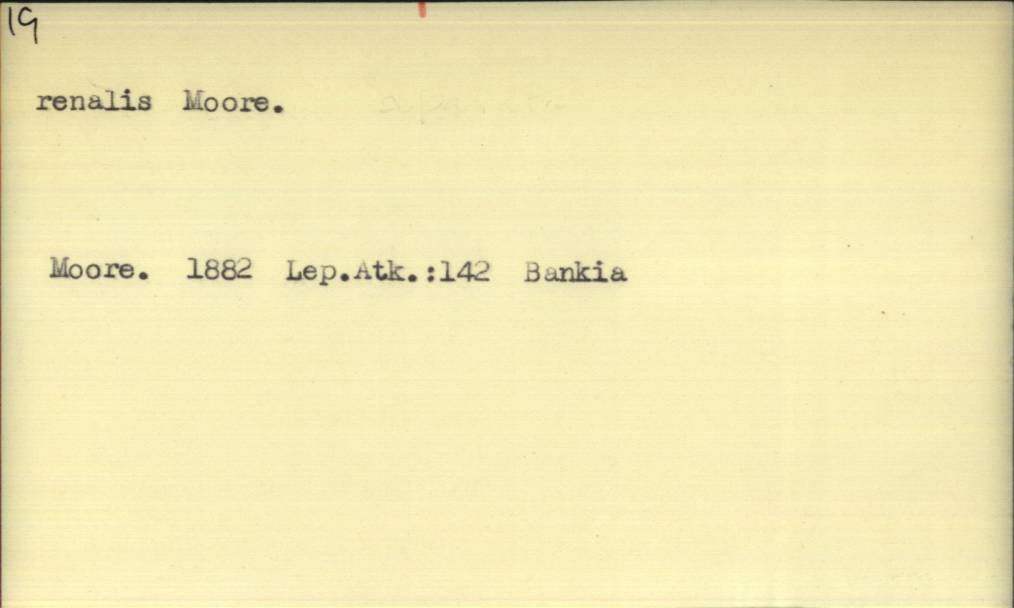 19
renalis Moore.
Moore. 1882 Lep.Atk.:142 Bankia